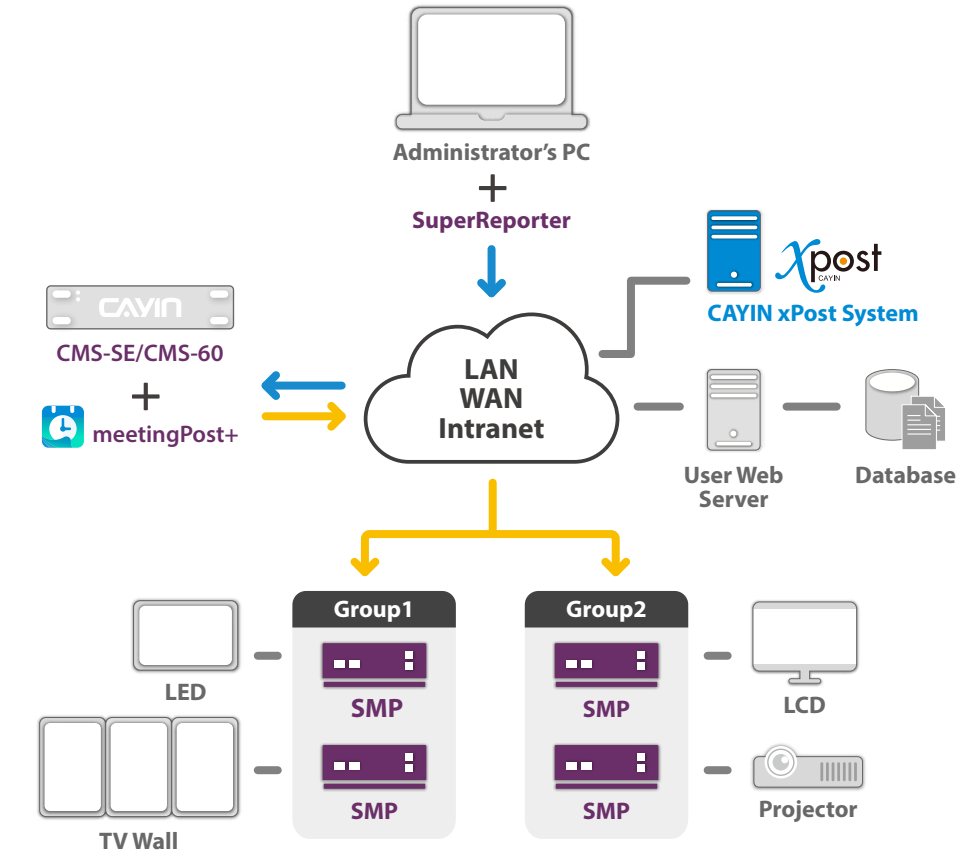 Administrator's PC
+
SuperReporter
xpost
CAYIN
CAYIN xPost System
CAYIN
CMS-SE/CMS-60
+
meetingPost+
LAN
WAN
Intranet
User Web
Server
Database
Group1
Group2
LED
SMP
SMP
LCD
TV Wall
SMP
SMP
Projector